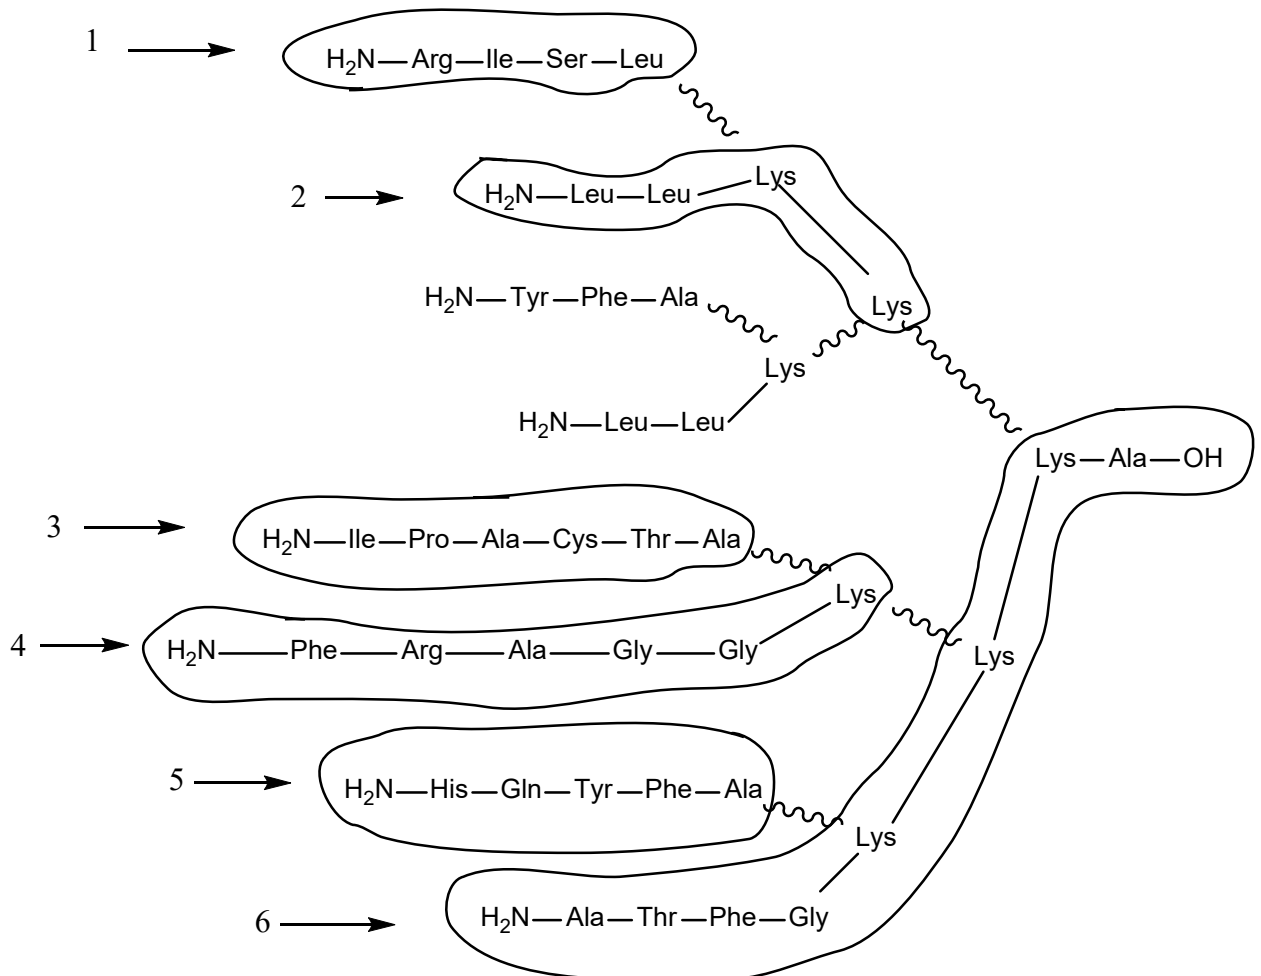 1 H₂N—Arg—Ile—Ser—Leu
Lys
2 H₂N—Leu—Leu
H₂N—Tyr—Phe—Ala
Lys
Lys
H₂N—Leu—Leu
Lys—Ala—OH
3 H₂N—Ile—Pro—Ala—Cys—Thr—Ala
Lys
4 H₂N—Phe—Arg—Ala—Gly—Gly
Lys
5 H₂N—His—Gln—Tyr—Phe—Ala
Lys
6 H₂N—Ala—Thr—Phe—Gly